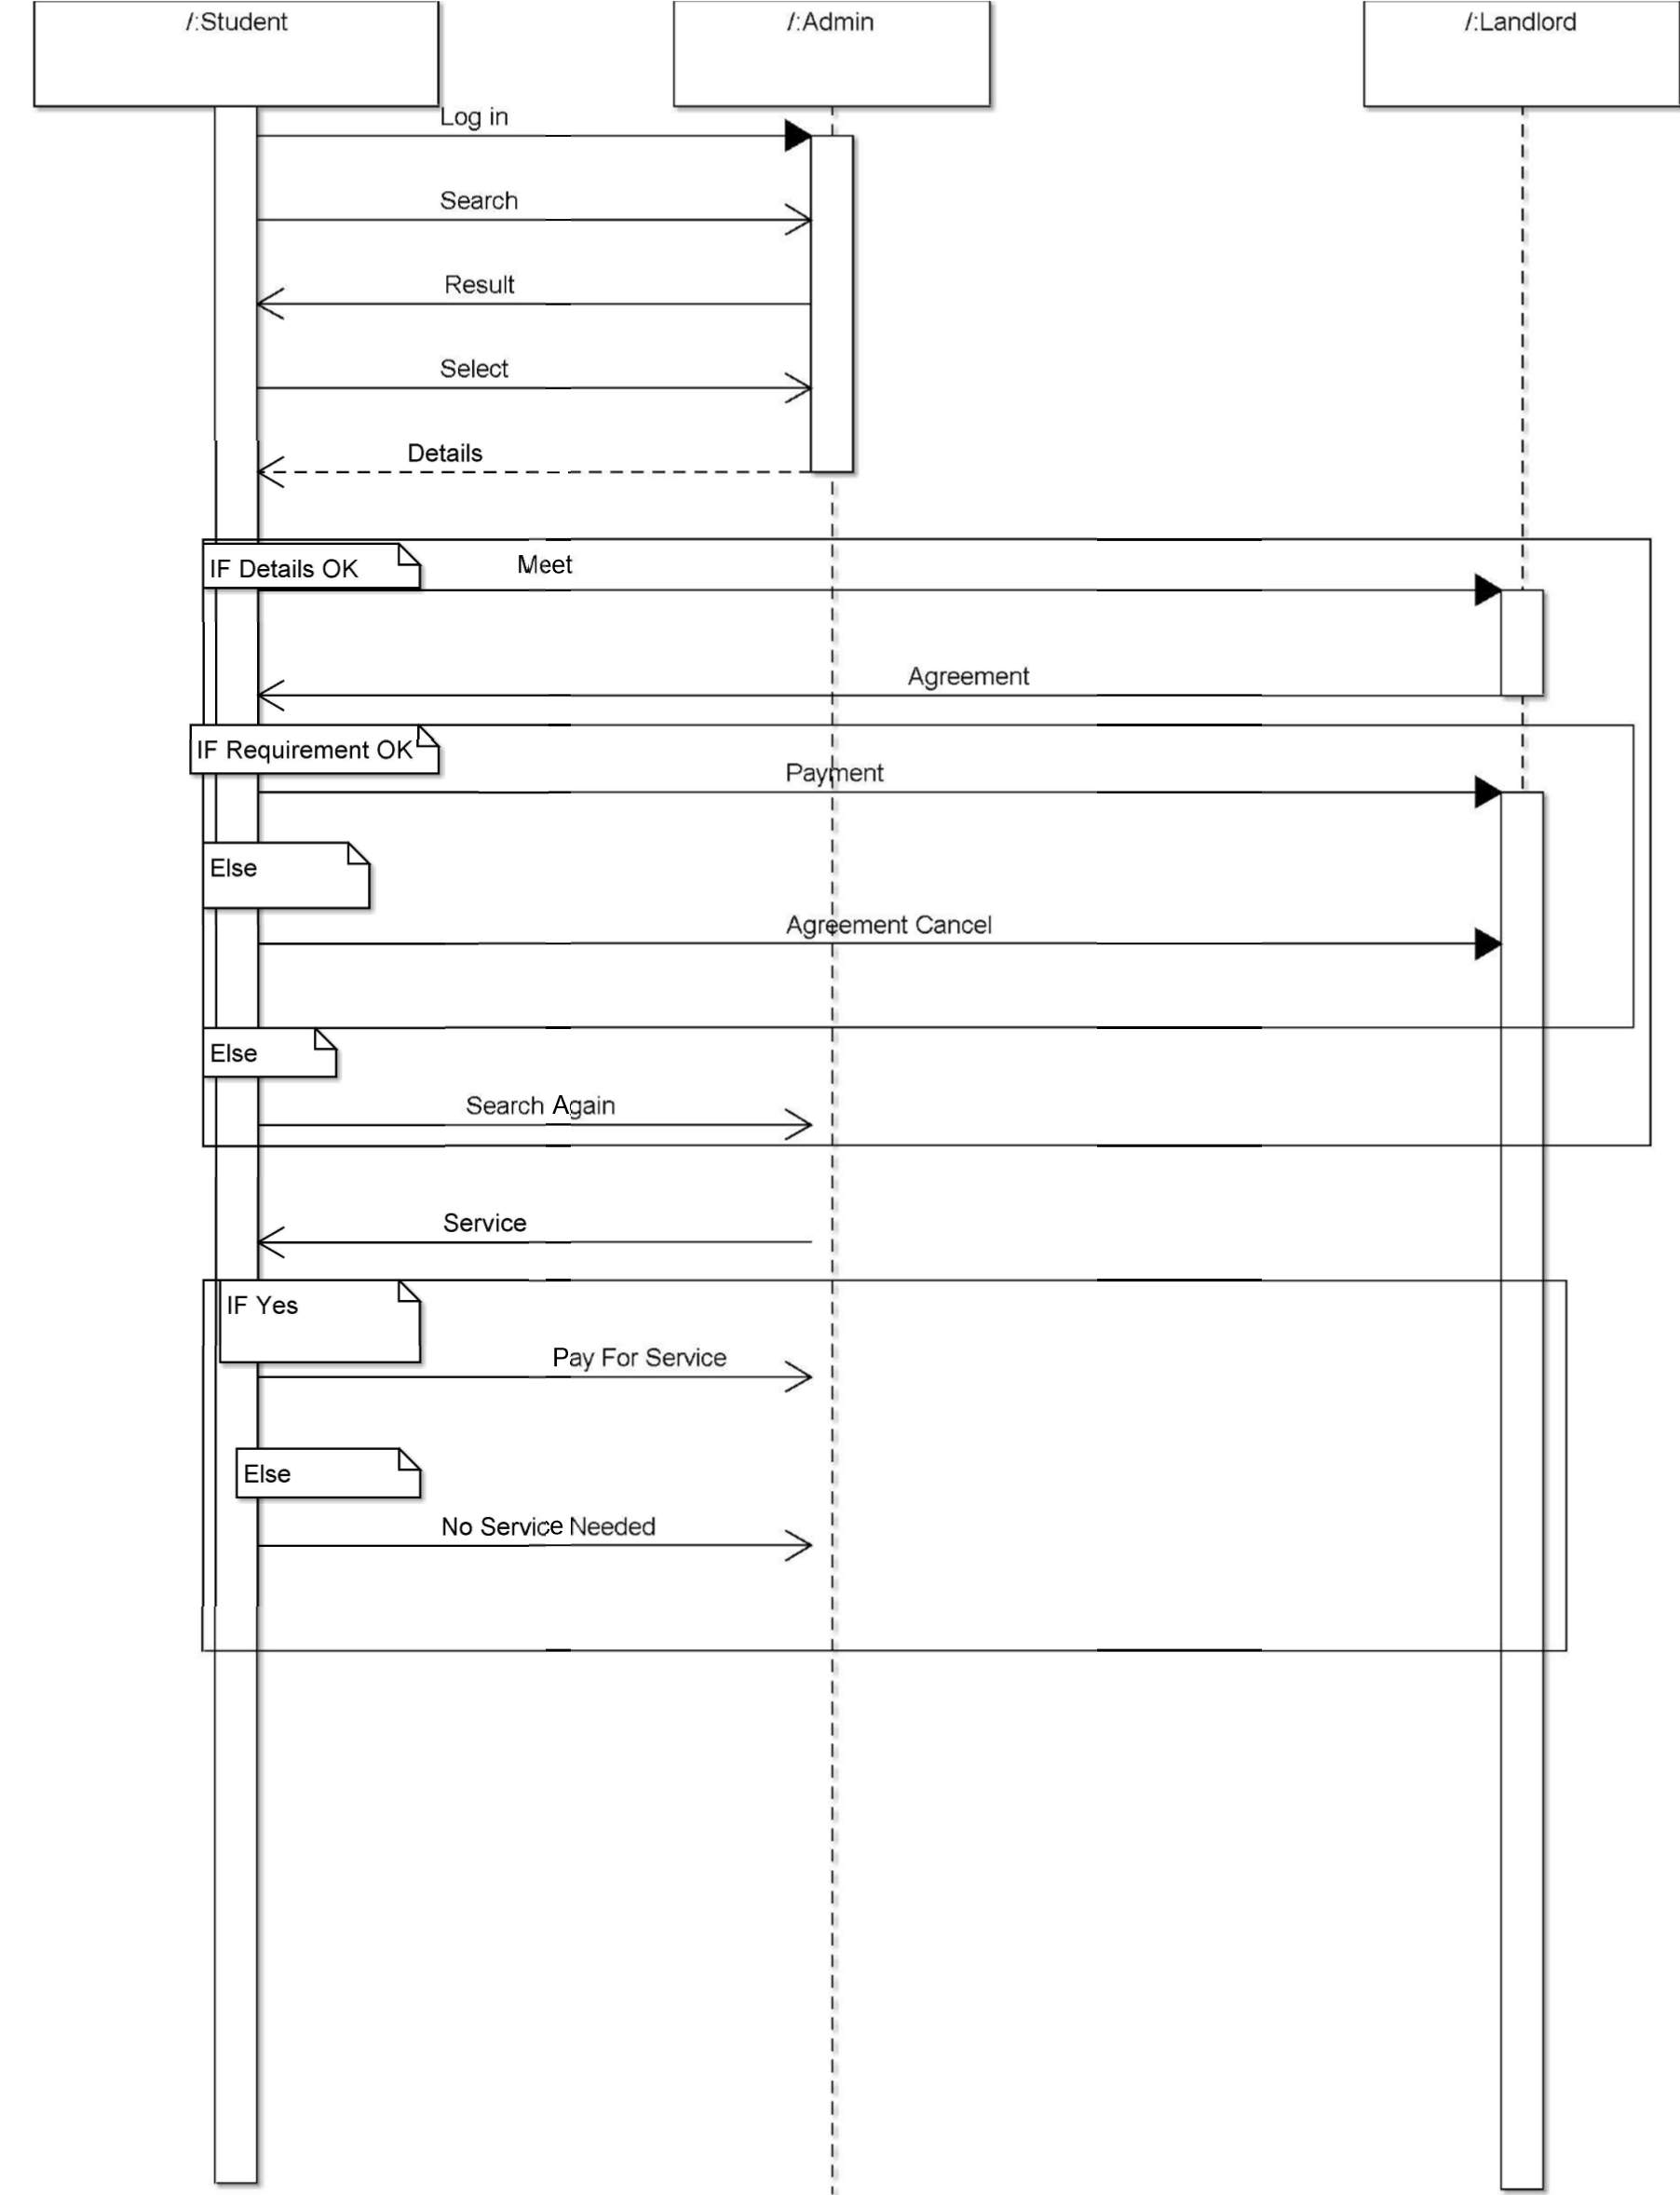 /:Student
/:Admin
/:Landlord
Log in
Search
Result
Select
Details
IF Details OK
Meet
Agreement
IF Requirement OK
Payment
Else
Agreement Cancel
Else
Search Again
Service
IF Yes
Pay For Service
Else
No Service Needed